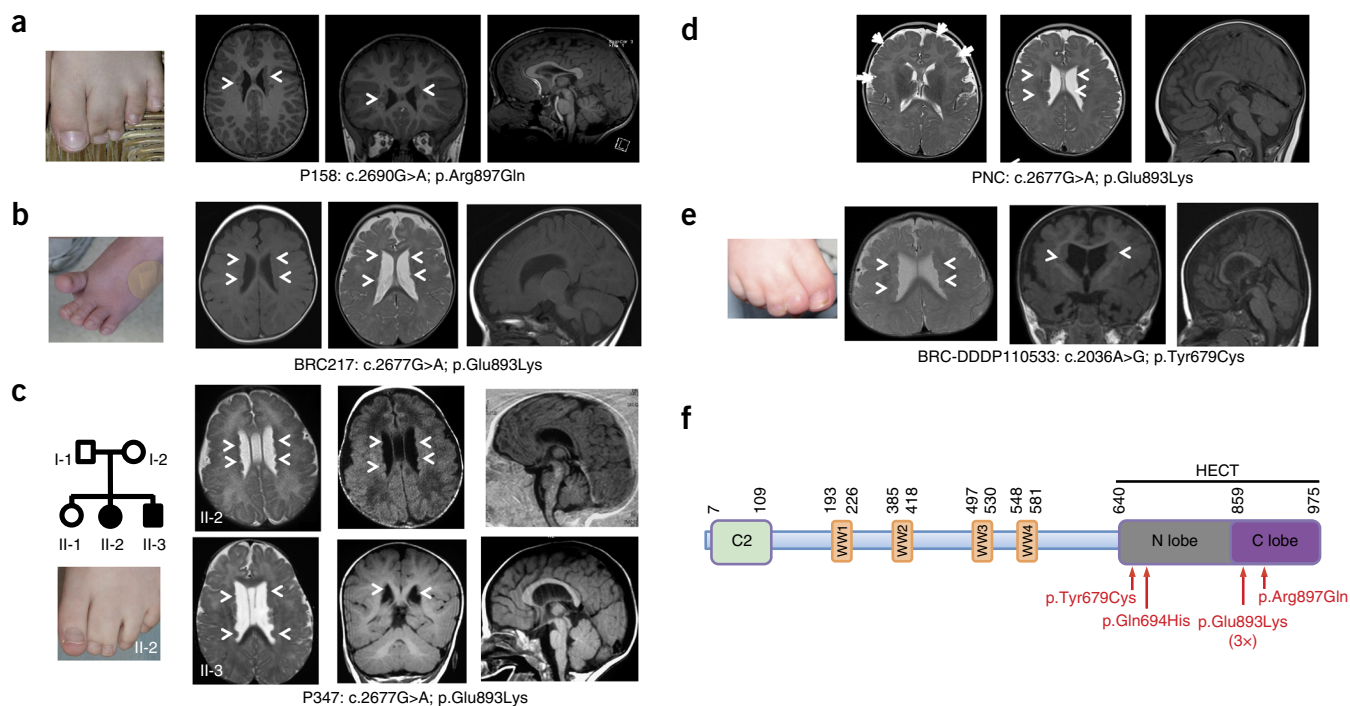 a
P158: c.2690G>A; p.Arg897Gln
b
BRC217: c.2677G>A; p.Glu893Lys
c
I-1
I-2
II-1
II-2
II-3
II-2
II-2
II-3
P347: c.2677G>A; p.Glu893Lys
d
PNC: c.2677G>A; p.Glu893Lys
e
BRC-DDDP110533: c.2036A>G; p.Tyr679Cys
f
HECT
7
109
193
226
385
418
497
530
548
581
640
859
975
C2
WW1
WW2
WW3
WW4
N lobe
C lobe
p.Tyr679Cys
p.Gln694His
p.Glu893Lys
(3×)
p.Arg897Gln